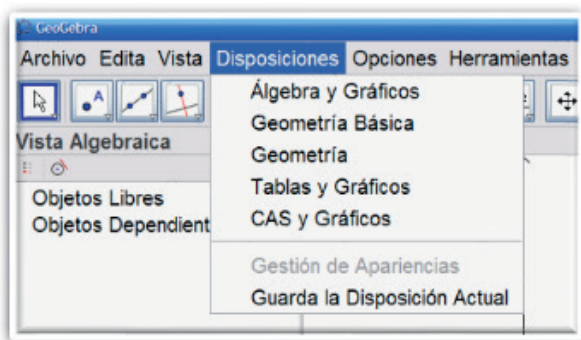 GeoGebra
Archivo Edita Vista Disposiciones Opciones Herramientas
A
Álgebra y Gráficos
Geometría Básica
Vista Algebraica
Geometría
Tablas y Gráficos
Objetos Libres
CAS y Gráficos
Objetos Dependient
Gestión de Apariencias
Guarda la Disposición Actual